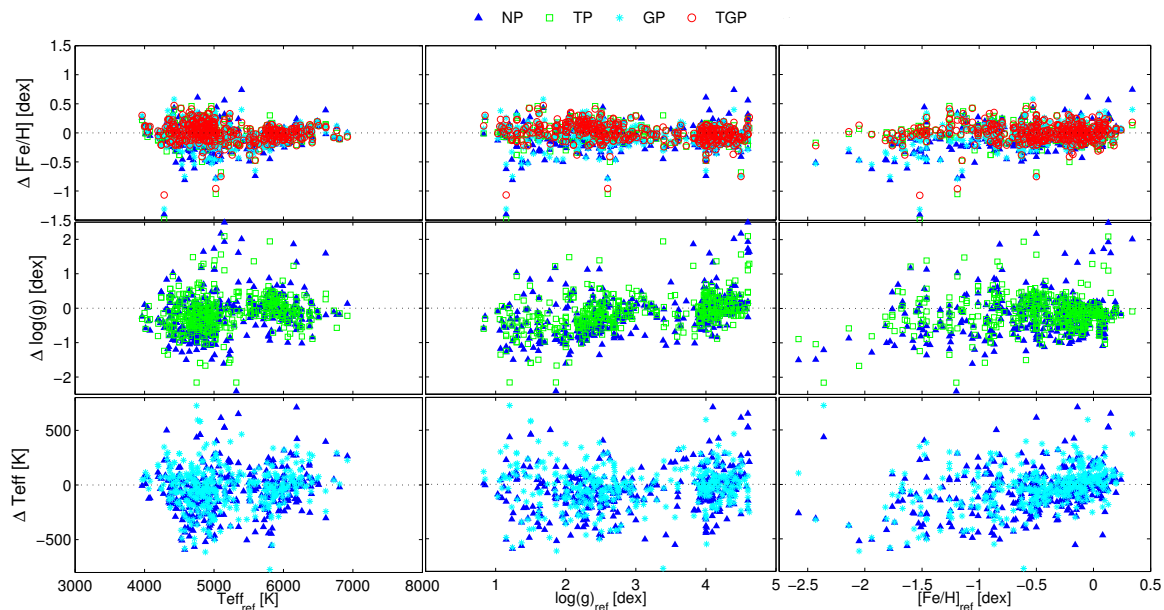 NP TP GP TGP
1.5
1
0.5
0
−0.5
−1
−1.5
Δ [Fe/H] [dex]
2
1
0
−1
−2
Δ log(g) [dex]
500
0
−500
Δ Teff [K]
3000 4000 5000 6000 7000 8000
Teff_ref [K]
0 1 2 3 4 5
log(g)_ref [dex]
−2.5 −2 −1.5 −1 −0.5 0 0.5
[Fe/H]_ref [dex]